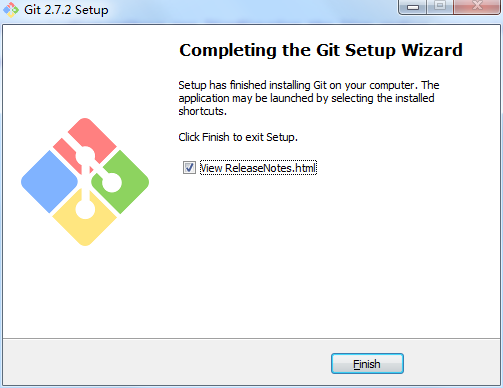 Git 2.7.2 Setup
Completing the Git Setup Wizard
Setup has finished installing Git on your computer. The
application may be launched by selecting the installed
shortcuts.
Click Finish to exit Setup.
View ReleaseNotes.html
Finish